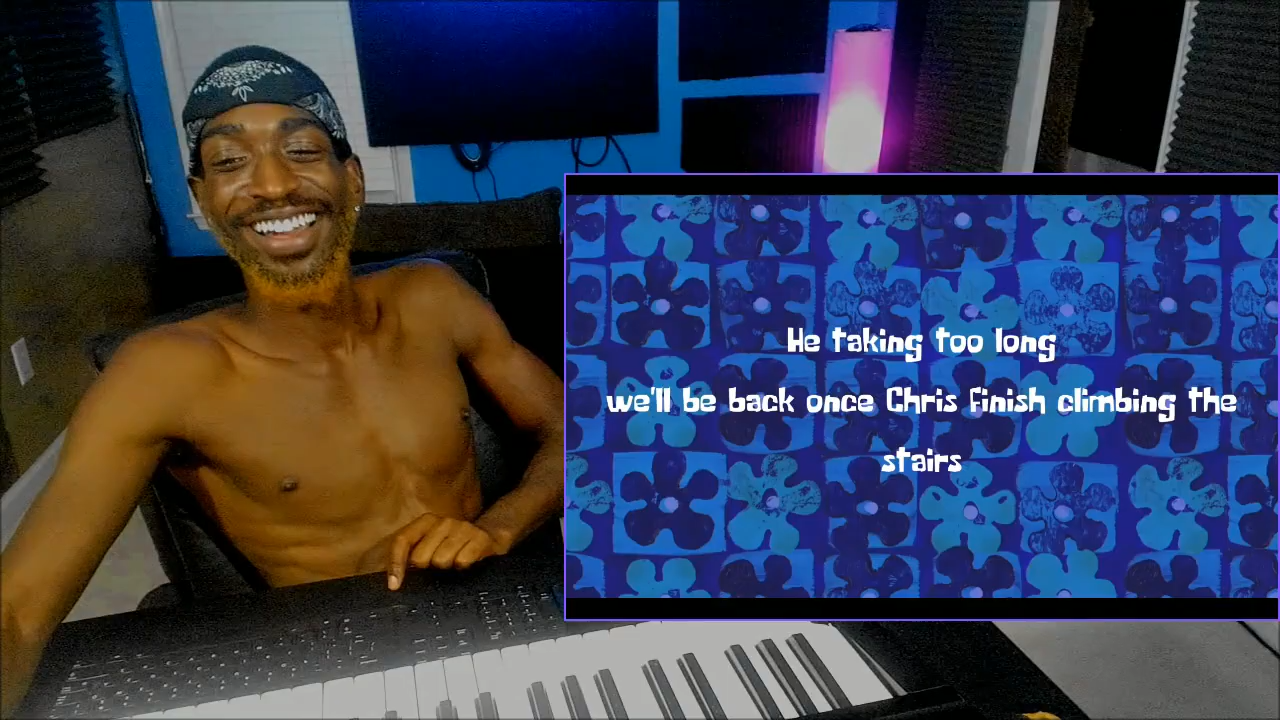 He taking too long
we'll be back once Chris Finish climbing the
stairs